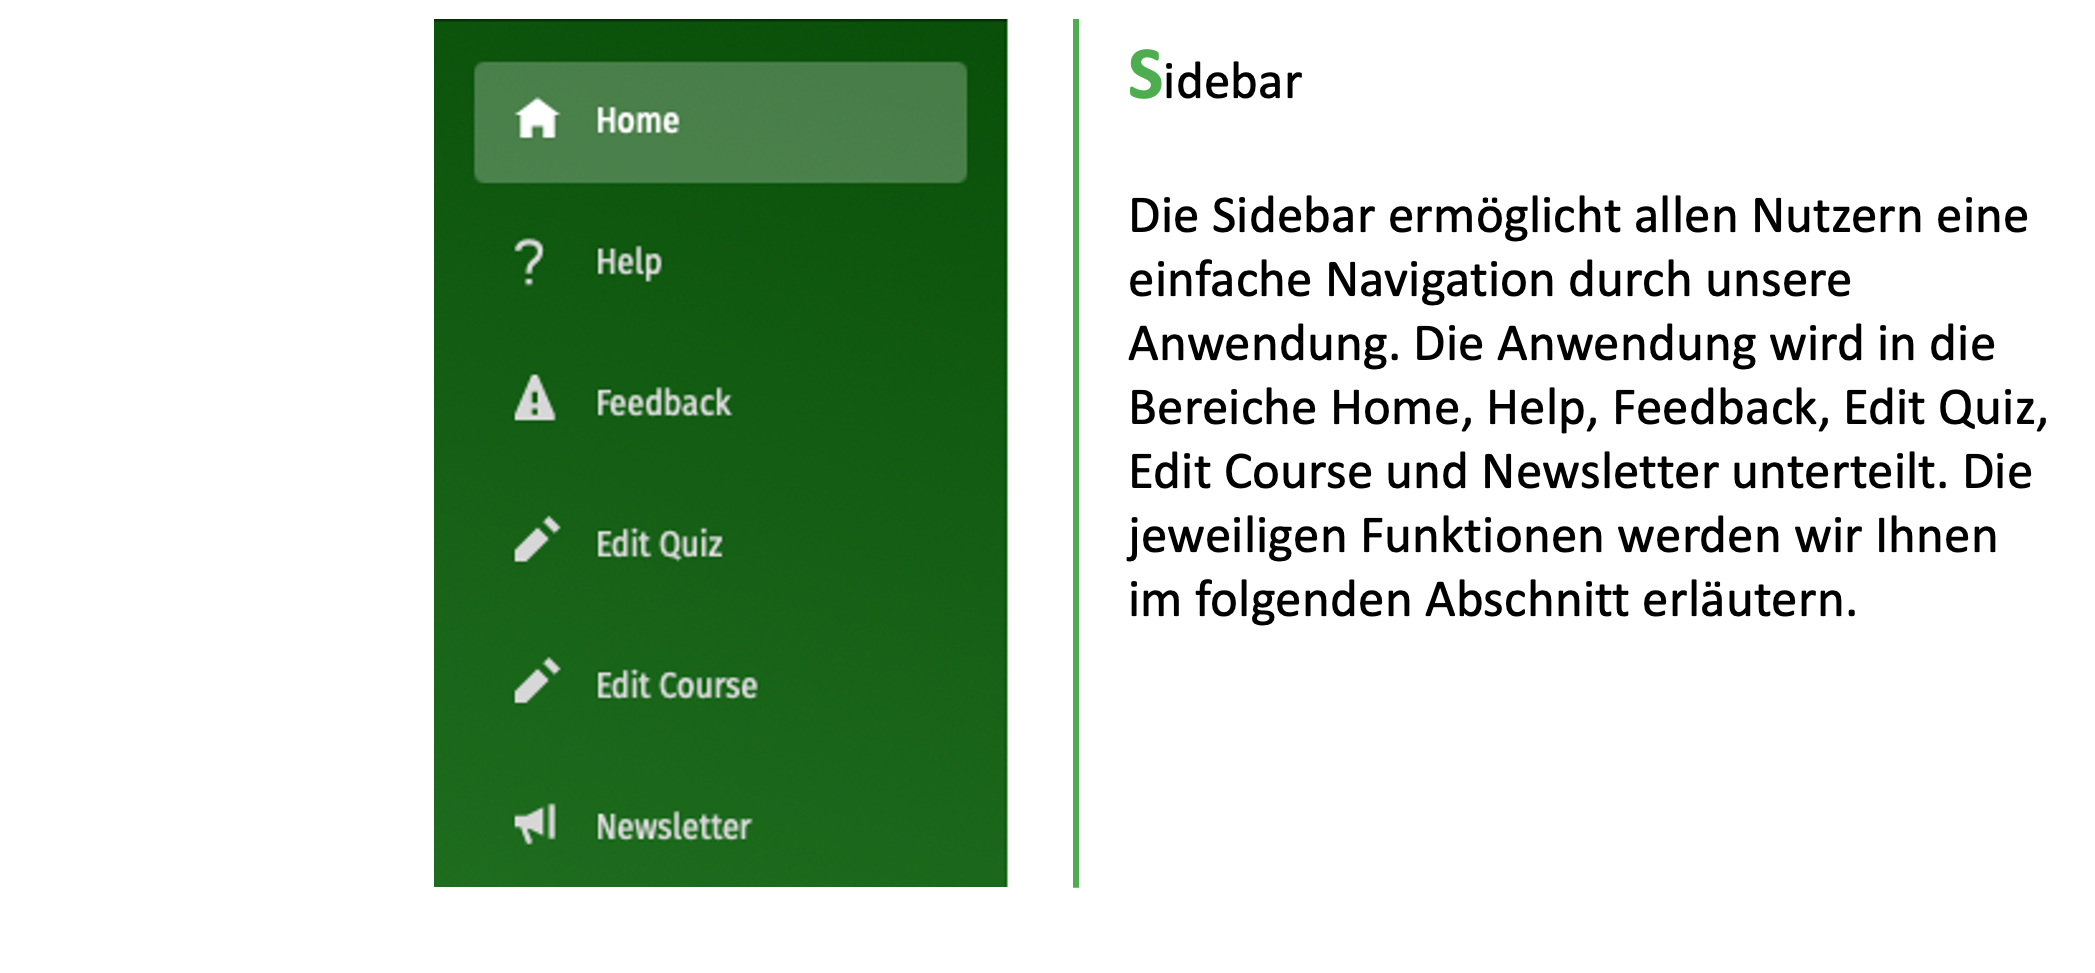 Home
Help
Feedback
Edit Quiz
Edit Course
Newsletter
Sidebar
Die Sidebar ermöglicht allen Nutzern eine
einfache Navigation durch unsere
Anwendung. Die Anwendung wird in die
Bereiche Home, Help, Feedback, Edit Quiz,
Edit Course und Newsletter unterteilt. Die
jeweiligen Funktionen werden wir Ihnen
im folgenden Abschnitt erläutern.